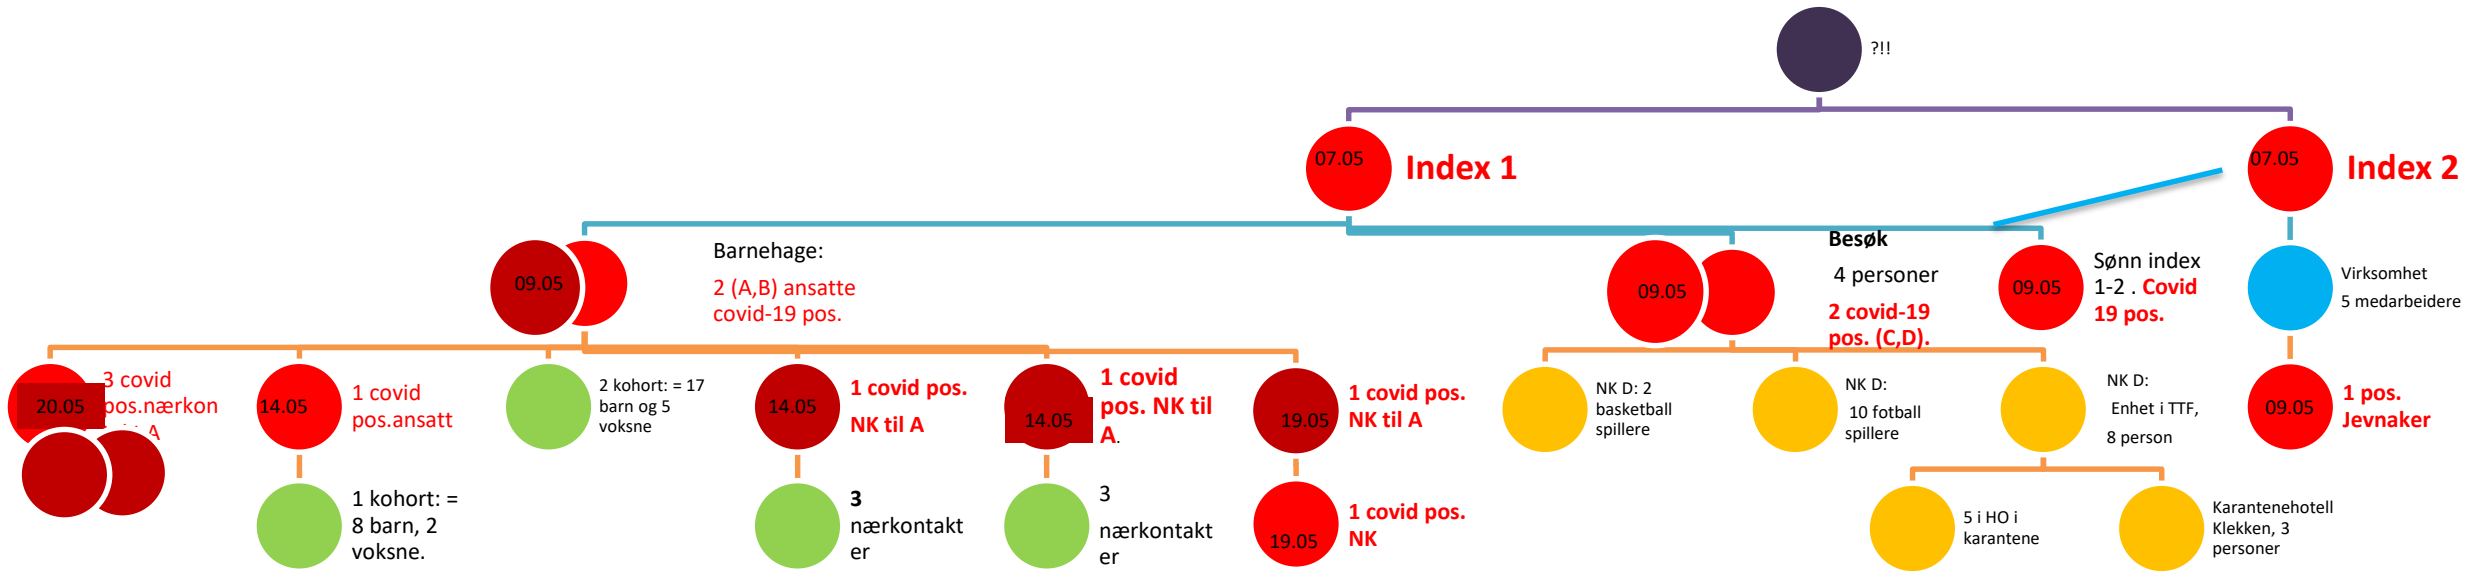 ?!!
07.05
Index 1
07.05
Index 2
09.05
Barnehage:
2 (A,B) ansatte
covid-19 pos.
09.05
Besøk
4 personer
2 covid-19
pos. (C,D).
09.05
Sønn index
1-2 . Covid
19 pos.
Virksomhet
5 medarbeidere
20.05
3 covid
pos.nærkon
A
14.05
1 covid
pos.ansatt
2 kohort: = 17
barn og 5
voksne
14.05
1 covid pos.
NK til A
14.05
1 covid
pos. NK til
A.
19.05
1 covid pos.
NK til A
NK D: 2
basketball
spillere
NK D:
10 fotball
spillere
NK D:
Enhet i TTF,
8 person
09.05
1 pos.
Jevnaker
1 kohort: =
8 barn, 2
voksne.
3
nærkontakt
er
3
nærkontakt
er
19.05
1 covid pos.
NK
5 i HO i
karantene
Karantenehotell
Klekken, 3
personer